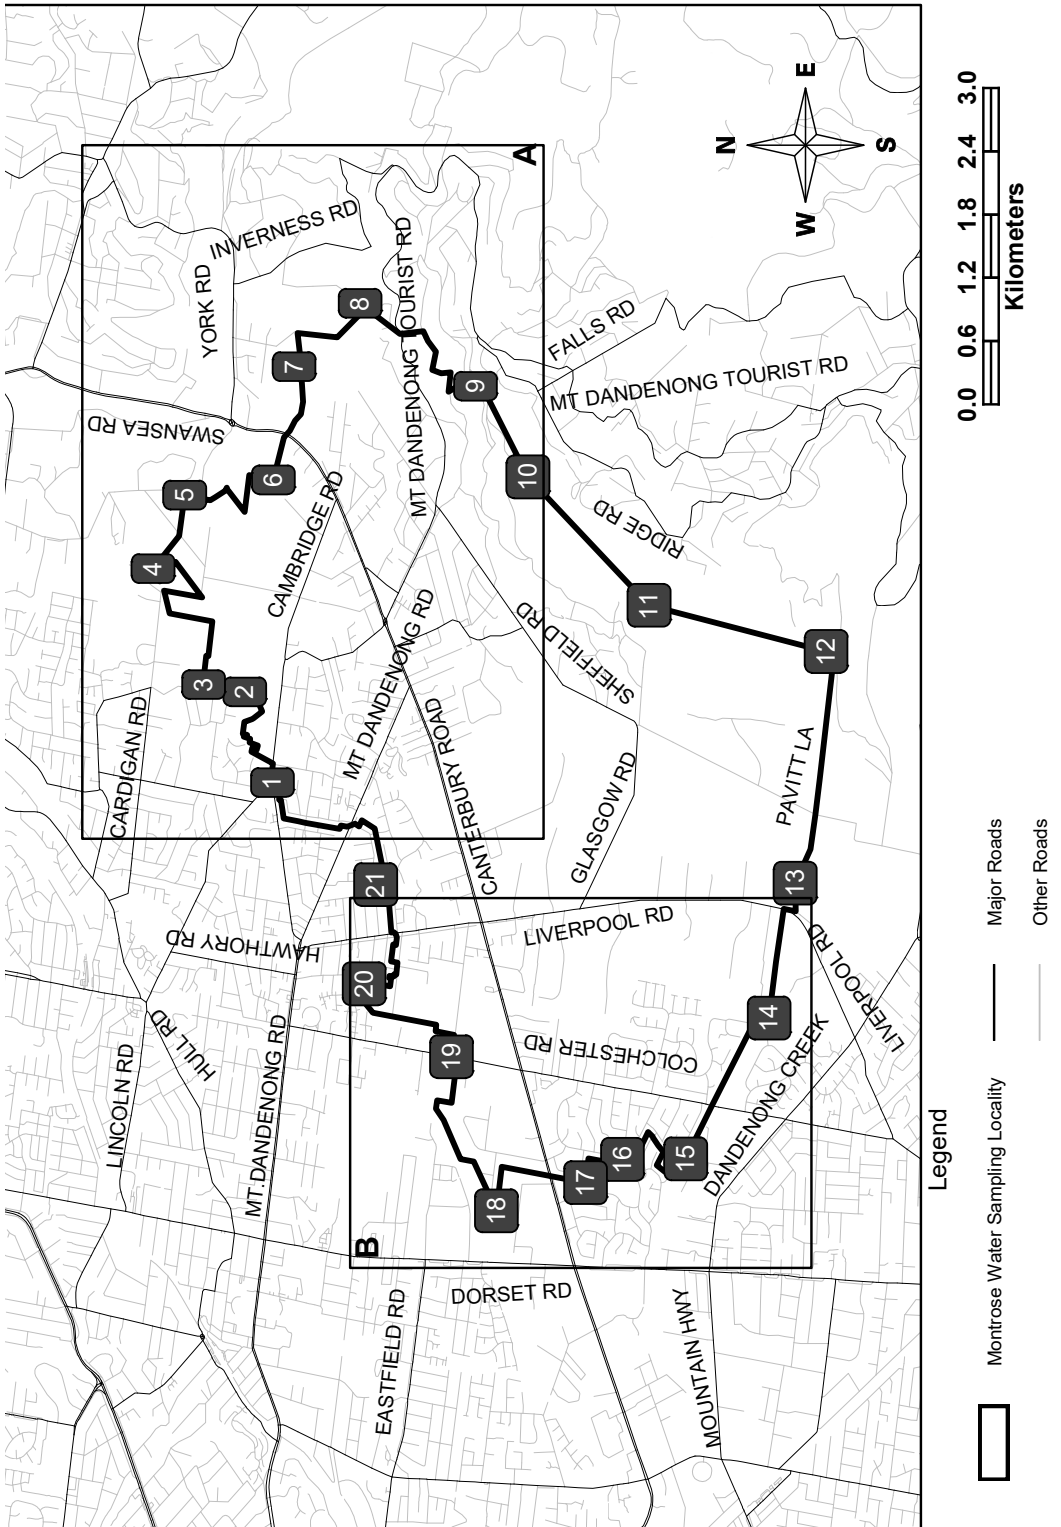 LINCOLN RD
HULL RD
CARDIGAN RD
SWANSEA RD
YORK RD
INVERNESS RD
A
HAWTHORY RD
MT.DANDENONG RD
CAMBRIDGE RD
MT DANDENONG RD
MT DANDENONG TOURIST RD
CANTERBURY ROAD
SHEFFIELD RD
GLASGOW RD
RIDGE RD
FALLS RD
MT DANDENONG TOURIST RD
B
EASTFIELD RD
DORSET RD
MOUNTAIN HWY
COLCHESTER RD
LIVERPOOL RD
DANDENONG CREEK
LIVERPOOL RD
LIVERPOOL
PAVITT LA
1
2
3
4
5
6
7
8
9
10
11
12
13
14
15
16
17
18
19
20
21
N
E
S
W
0.0 0.6 1.2 1.8 2.4 3.0
Kilometers
Legend
Montrose Water Sampling Locality
Major Roads
Other Roads